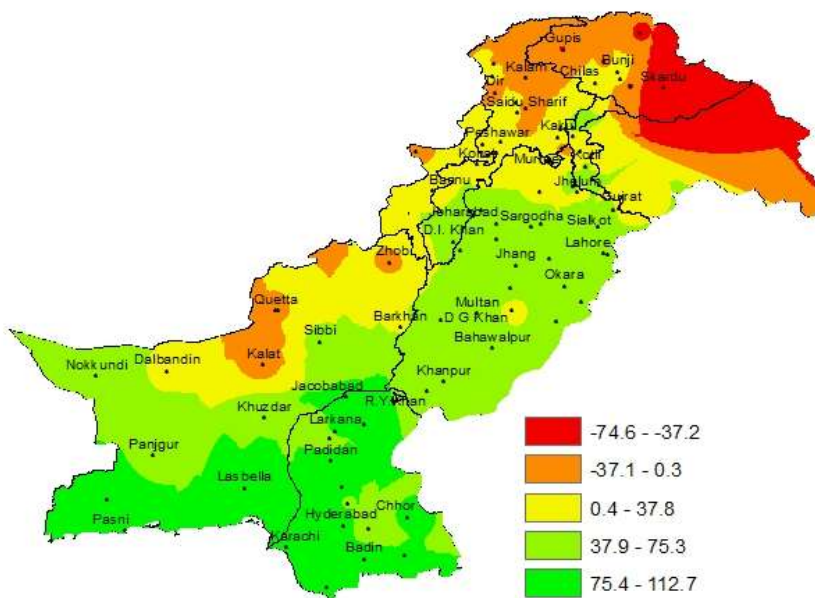 Gupis
Kalam
Chilas
Bunji
Skardu
Dir
Saidu Sharif
Kakul
Peshawar
Kohat
Murree
Kotli
Bannu
Jhelum
Gujrat
Joharabad
Sargodha
Sialkot
D.I. Khan
Lahore
Zhob
Jhang
Okara
Quetta
Multan
Barkhan
D G Khan
Sibbi
Bahawalpur
Nokkundi
Dalbandin
Kalat
Khanpur
Jacobabad
R.Y.Khan
Khuzdar
Larkana
Panjgur
Padidan
Lasbella
Pasni
Hyderabad
Chhor
Karachi
Badin
-74.6 - -37.2
-37.1 - 0.3
0.4 - 37.8
37.9 - 75.3
75.4 - 112.7